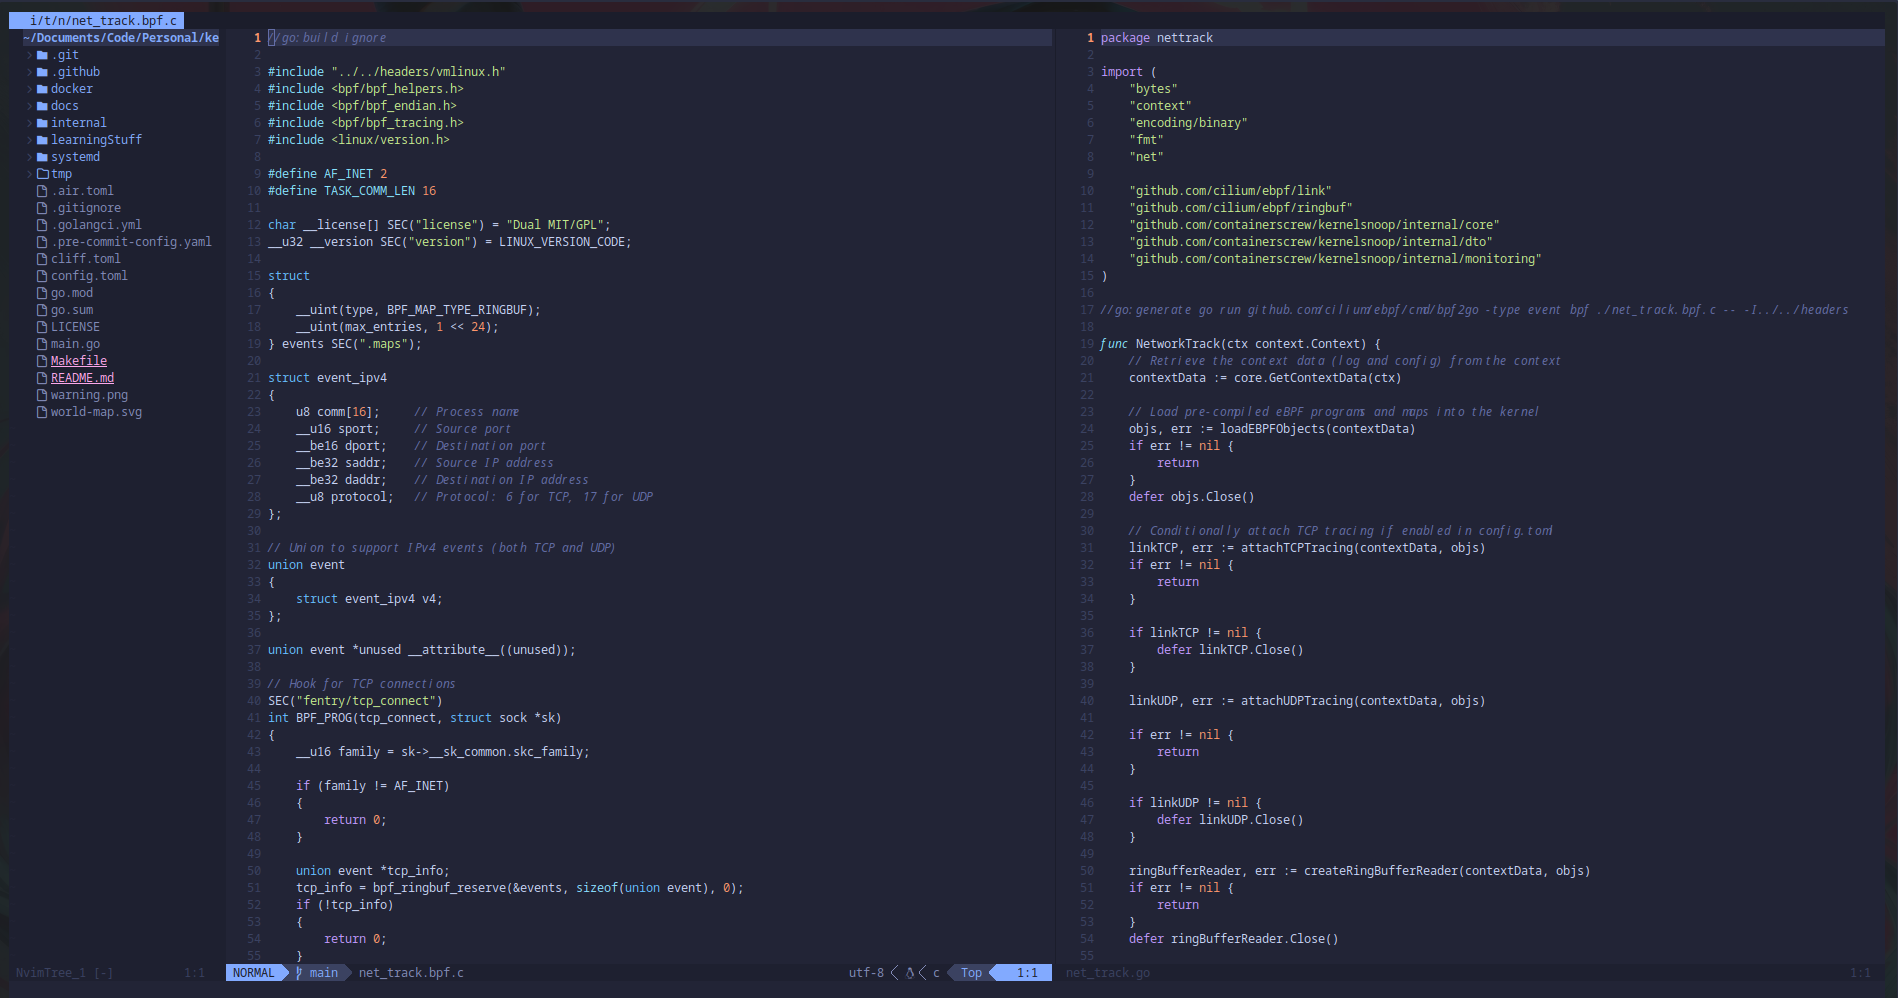 i/t/n/net_track.bpf.c
~/Documents/Code/Personal/ke
.git
.github
docker
docs
internal
learningStuff
systemd
tmp
.air.toml
.gitignore
.golangci.yml
.pre-commit-config.yaml
cliff.toml
config.toml
go.mod
go.sum
LICENSE
main.go
Makefile
README.md
warning.png
world-map.svg
NvimTree_1 [-] 1:1
1 //go:build ignore
2
3 #include "../../headers/vmlinux.h"
4 #include <bpf/bpf_helpers.h>
5 #include <bpf/bpf_endian.h>
6 #include <bpf/bpf_tracing.h>
7 #include <linux/version.h>
8
9 #define AF_INET 2
10 #define TASK_COMM_LEN 16
11
12 char __license[] SEC("license") = "Dual MIT/GPL";
13 __u32 __version SEC("version") = LINUX_VERSION_CODE;
14
15 struct
16 {
17     __uint(type, BPF_MAP_TYPE_RINGBUF);
18     __uint(max_entries, 1 << 24);
19 } events SEC(".maps");
20
21 struct event_ipv4
22 {
23     u8 comm[16];     // Process name
24     __u16 sport;     // Source port
25     __be16 dport;    // Destination port
26     __be32 saddr;    // Source IP address
27     __be32 daddr;    // Destination IP address
28     __u8 protocol;   // Protocol: 6 for TCP, 17 for UDP
29 };
30
31 // Union to support IPv4 events (both TCP and UDP)
32 union event
33 {
34     struct event_ipv4 v4;
35 };
36
37 union event *unused __attribute__((unused));
38
39 // Hook for TCP connections
40 SEC("fentry/tcp_connect")
41 int BPF_PROG(tcp_connect, struct sock *sk)
42 {
43     __u16 family = sk->__sk_common.skc_family;
44
45     if (family != AF_INET)
46     {
47         return 0;
48     }
49
50     union event *tcp_info;
51     tcp_info = bpf_ringbuf_reserve(&events, sizeof(union event), 0);
52     if (!tcp_info)
53     {
54         return 0;
55     }
NORMAL main net_track.bpf.c utf-8 c Top 1:1
1 package nettrack
2
3 import (
4     "bytes"
5     "context"
6     "encoding/binary"
7     "fmt"
8     "net"
9
10     "github.com/cilium/ebpf/link"
11     "github.com/cilium/ebpf/ringbuf"
12     "github.com/containerscrew/kernelsnoop/internal/core"
13     "github.com/containerscrew/kernelsnoop/internal/dto"
14     "github.com/containerscrew/kernelsnoop/internal/monitoring"
15 )
16
17 //go:generate go run github.com/cilium/ebpf/cmd/bpf2go -type event bpf ./net_track.bpf.c -- -I../../headers
18
19 func NetworkTrack(ctx context.Context) {
20     // Retrieve the context data (log and config) from the context
21     contextData := core.GetContextData(ctx)
22
23     // Load pre-compiled eBPF programs and maps into the kernel
24     objs, err := loadEBPFObjects(contextData)
25     if err != nil {
26         return
27     }
28     defer objs.Close()
29
30     // Conditionally attach TCP tracing if enabled in config.toml
31     linkTCP, err := attachTCPTracing(contextData, objs)
32     if err != nil {
33         return
34     }
35
36     if linkTCP != nil {
37         defer linkTCP.Close()
38     }
39
40     linkUDP, err := attachUDPTracing(contextData, objs)
41
42     if err != nil {
43         return
44     }
45
46     if linkUDP != nil {
47         defer linkUDP.Close()
48     }
49
50     ringBufferReader, err := createRingBufferReader(contextData, objs)
51     if err != nil {
52         return
53     }
54     defer ringBufferReader.Close()
55
net_track.go 1:1